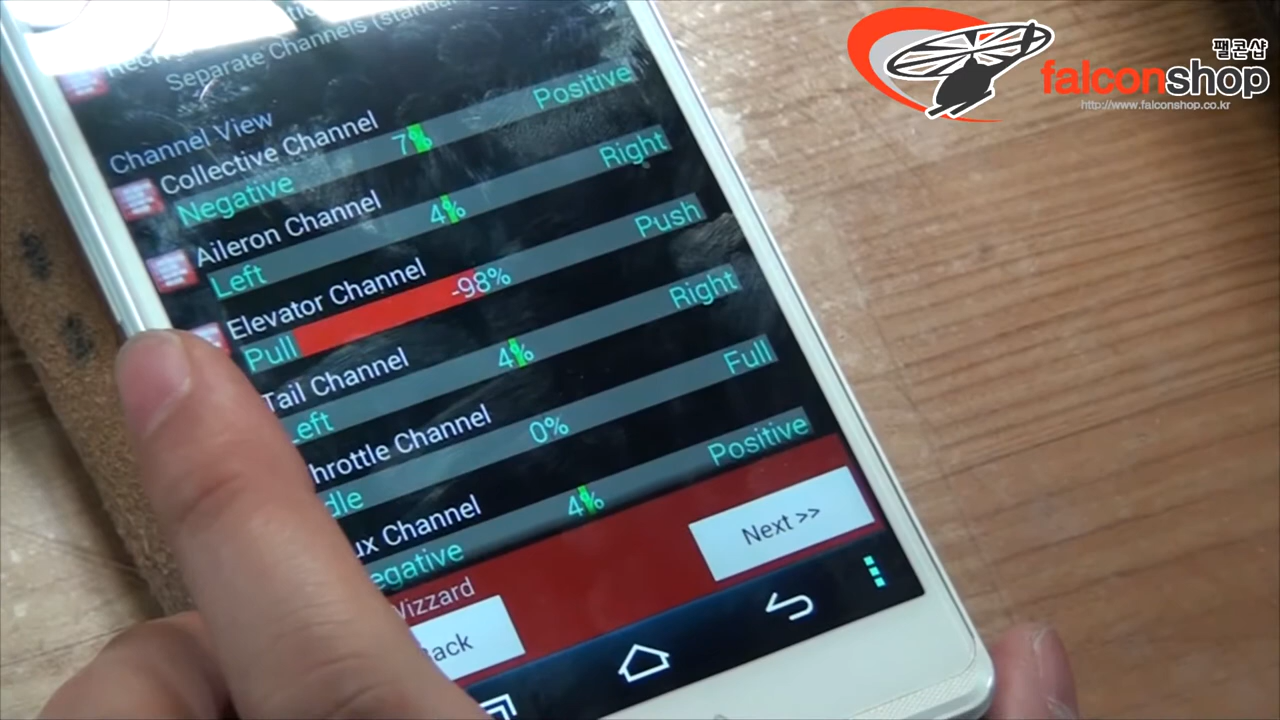 Separate Channels (standa
Channel View
Collective Channel
7%
Negative
Positive
Aileron Channel
4%
Left
Right
Elevator Channel
-98%
Pull
Push
Tail Channel
4%
Left
Right
Throttle Channel
0%
dle
Full
ux Channel
4%
egative
Positive
Wizzard
ack
Next >>
팰콘샵
falconshop
http://www.falconshop.co.kr